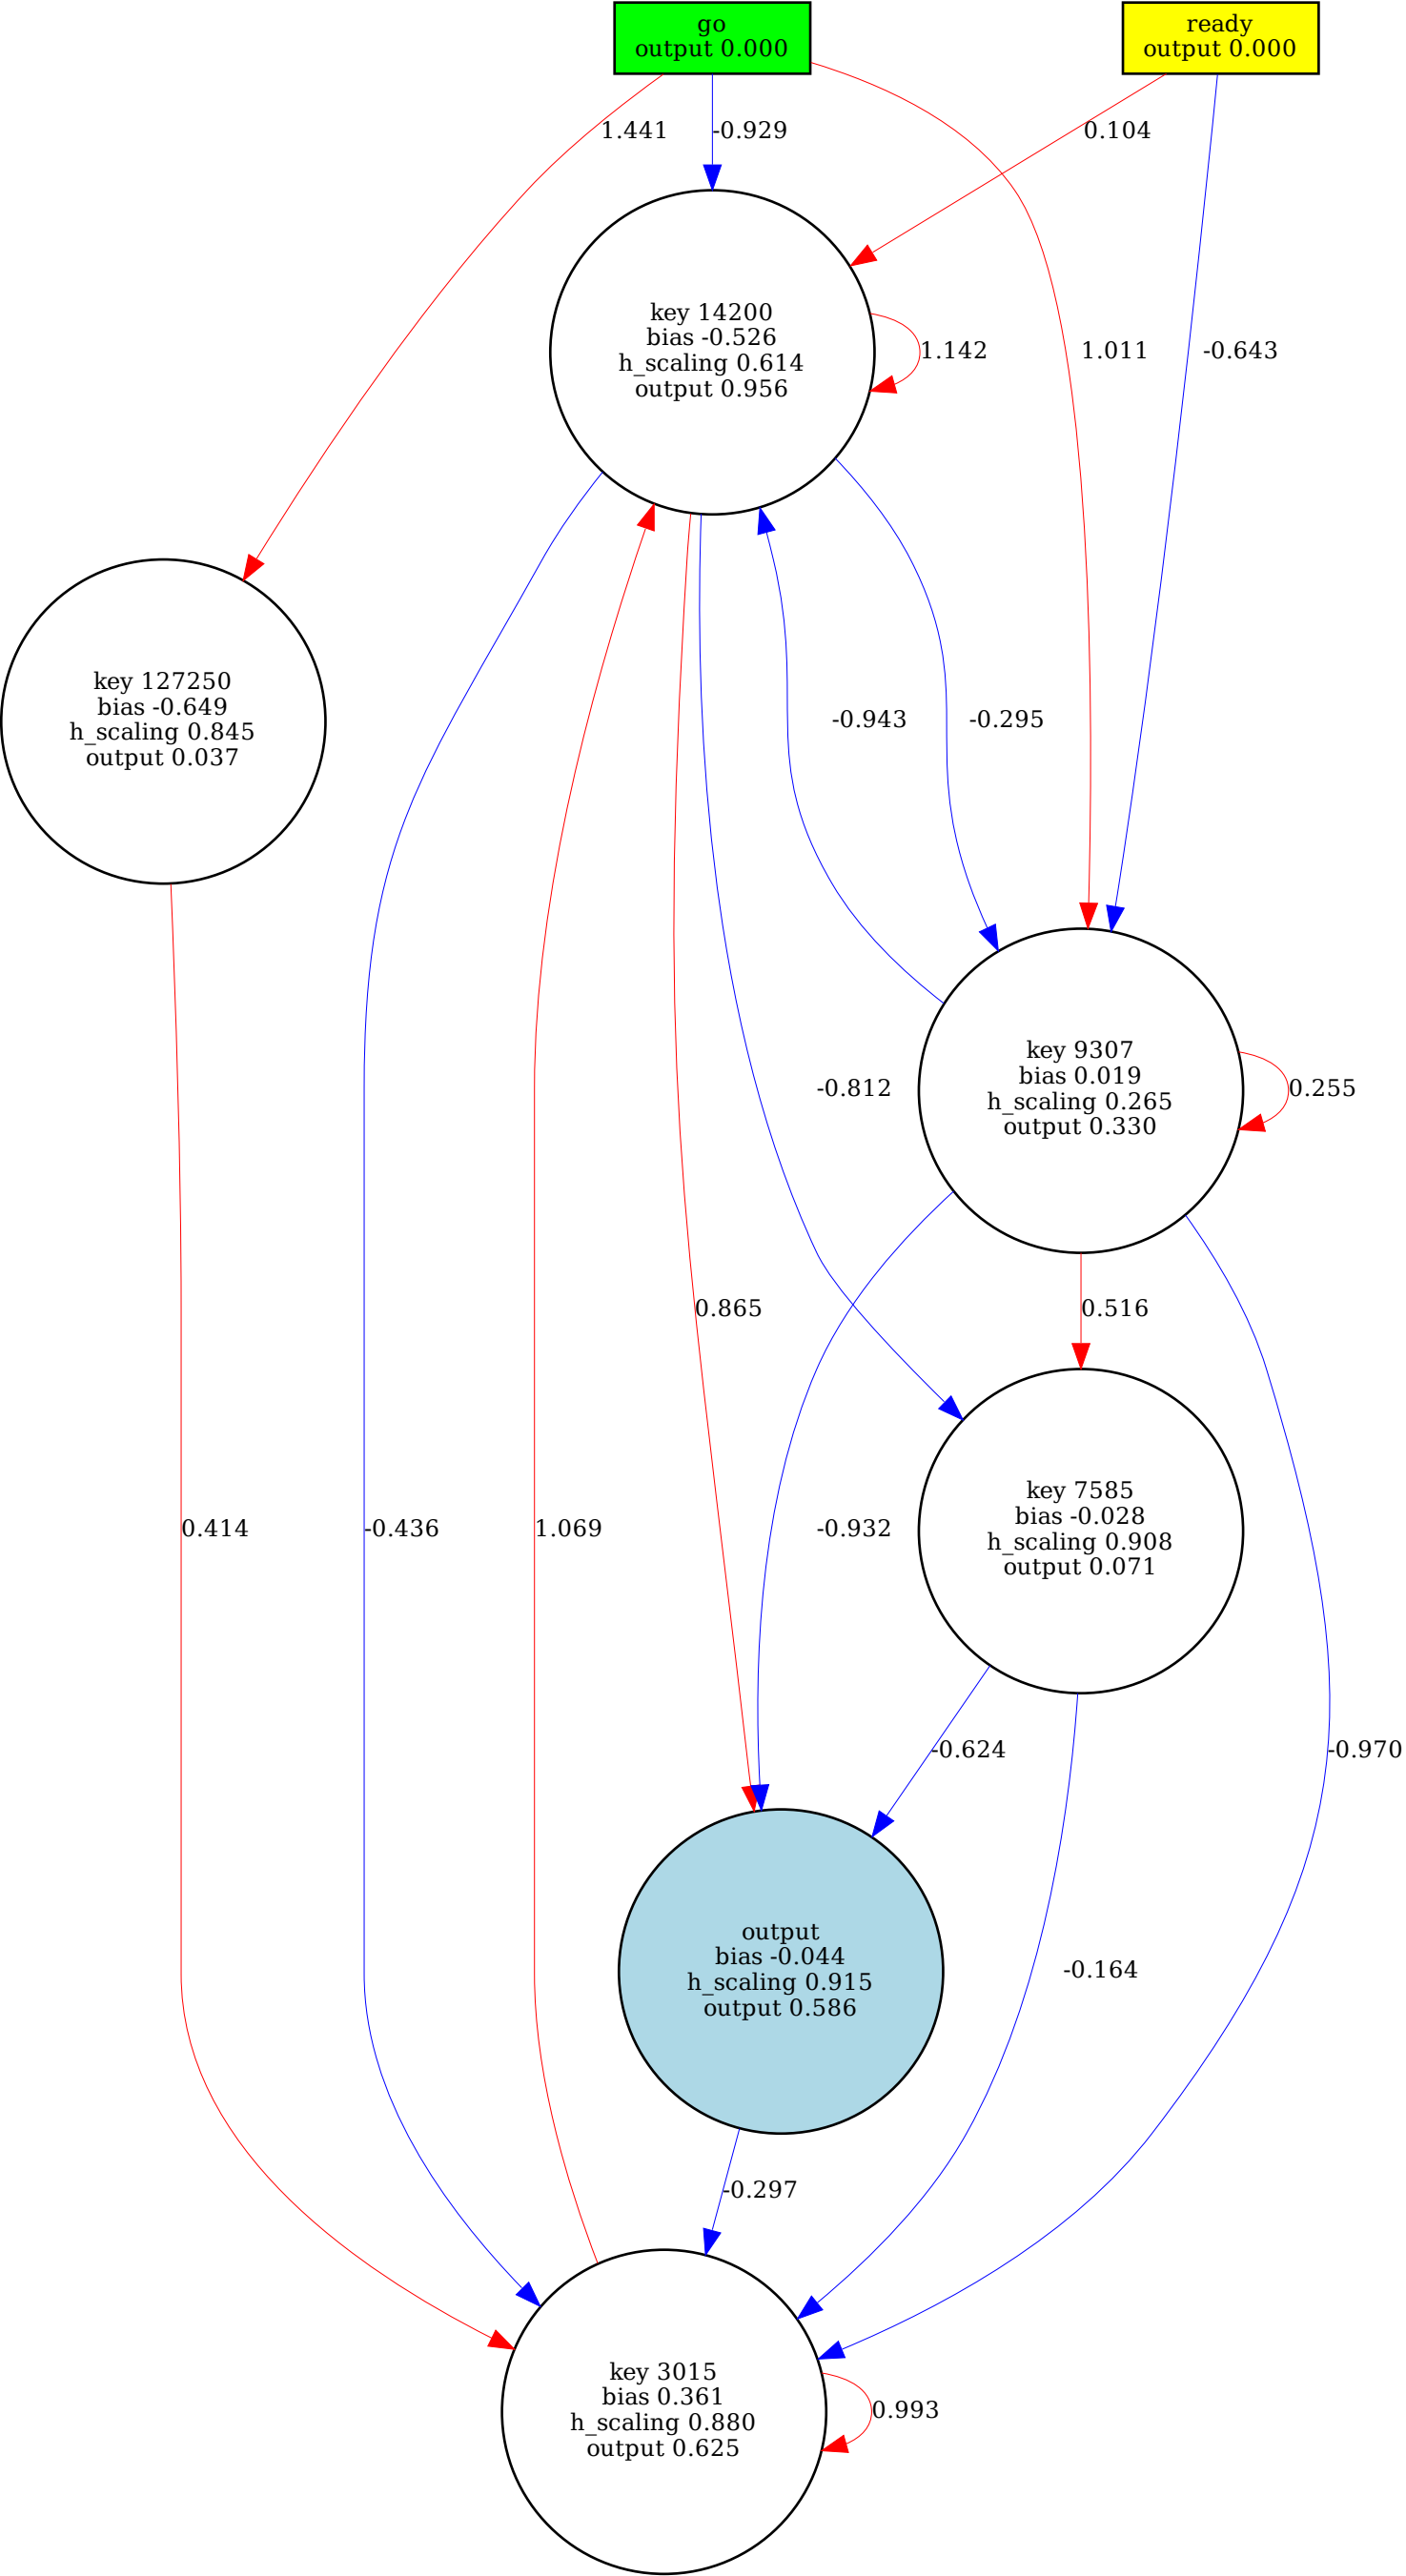 go
output 0.000
ready
output 0.000
1.441
-0.929
0.104
key 14200
bias -0.526
h_scaling 0.614
output 0.956
1.142
1.011
-0.643
key 127250
bias -0.649
h_scaling 0.845
output 0.037
-0.943
-0.295
key 9307
bias 0.019
h_scaling 0.265
output 0.330
-0.812
0.255
0.865
0.516
key 7585
bias -0.028
h_scaling 0.908
output 0.071
0.414
-0.436
1.069
-0.932
-0.624
-0.970
output
bias -0.044
h_scaling 0.915
output 0.586
-0.164
-0.297
key 3015
bias 0.361
h_scaling 0.880
output 0.625
0.993